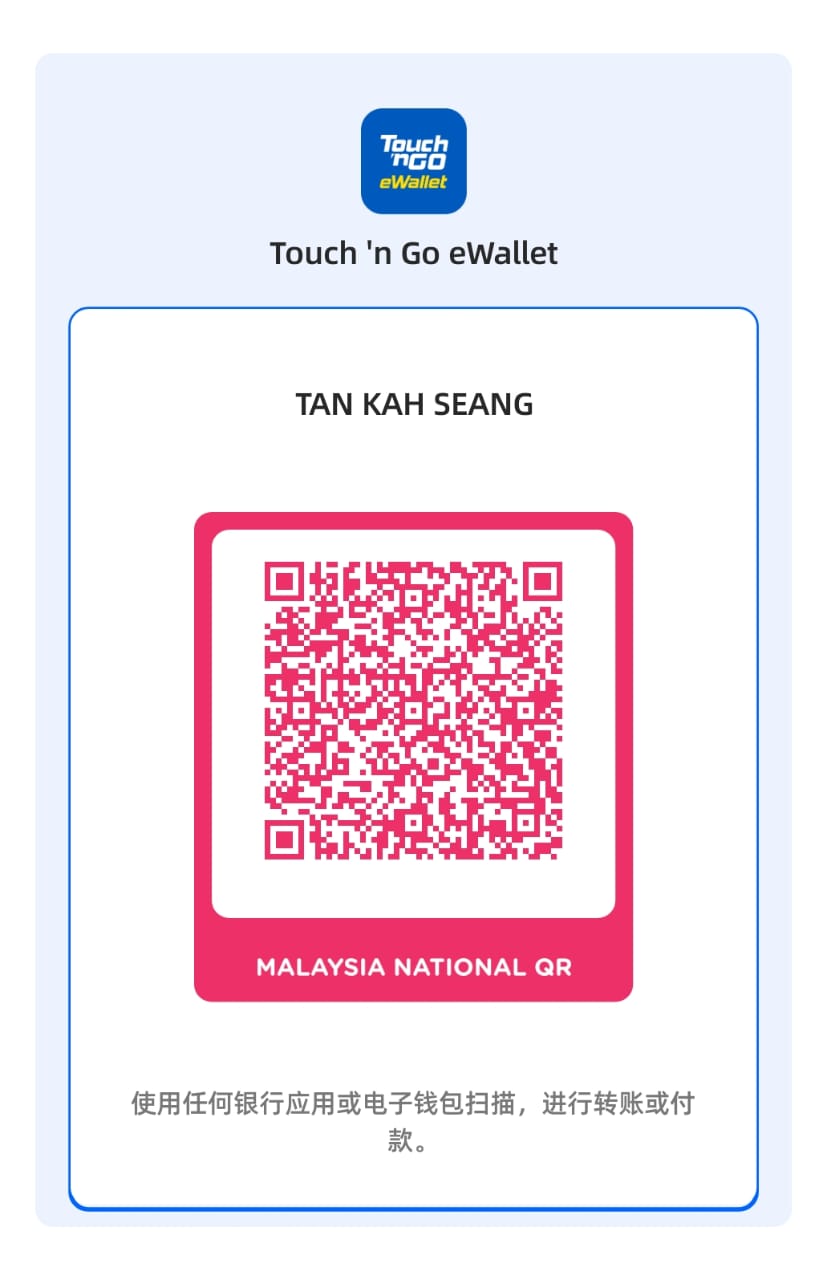 Touch
'nGO
eWallet
Touch 'n Go eWallet
TAN KAH SEANG
MALAYSIA NATIONAL QR
使用任何银行应用或电子钱包扫描，进行转账或付
款。